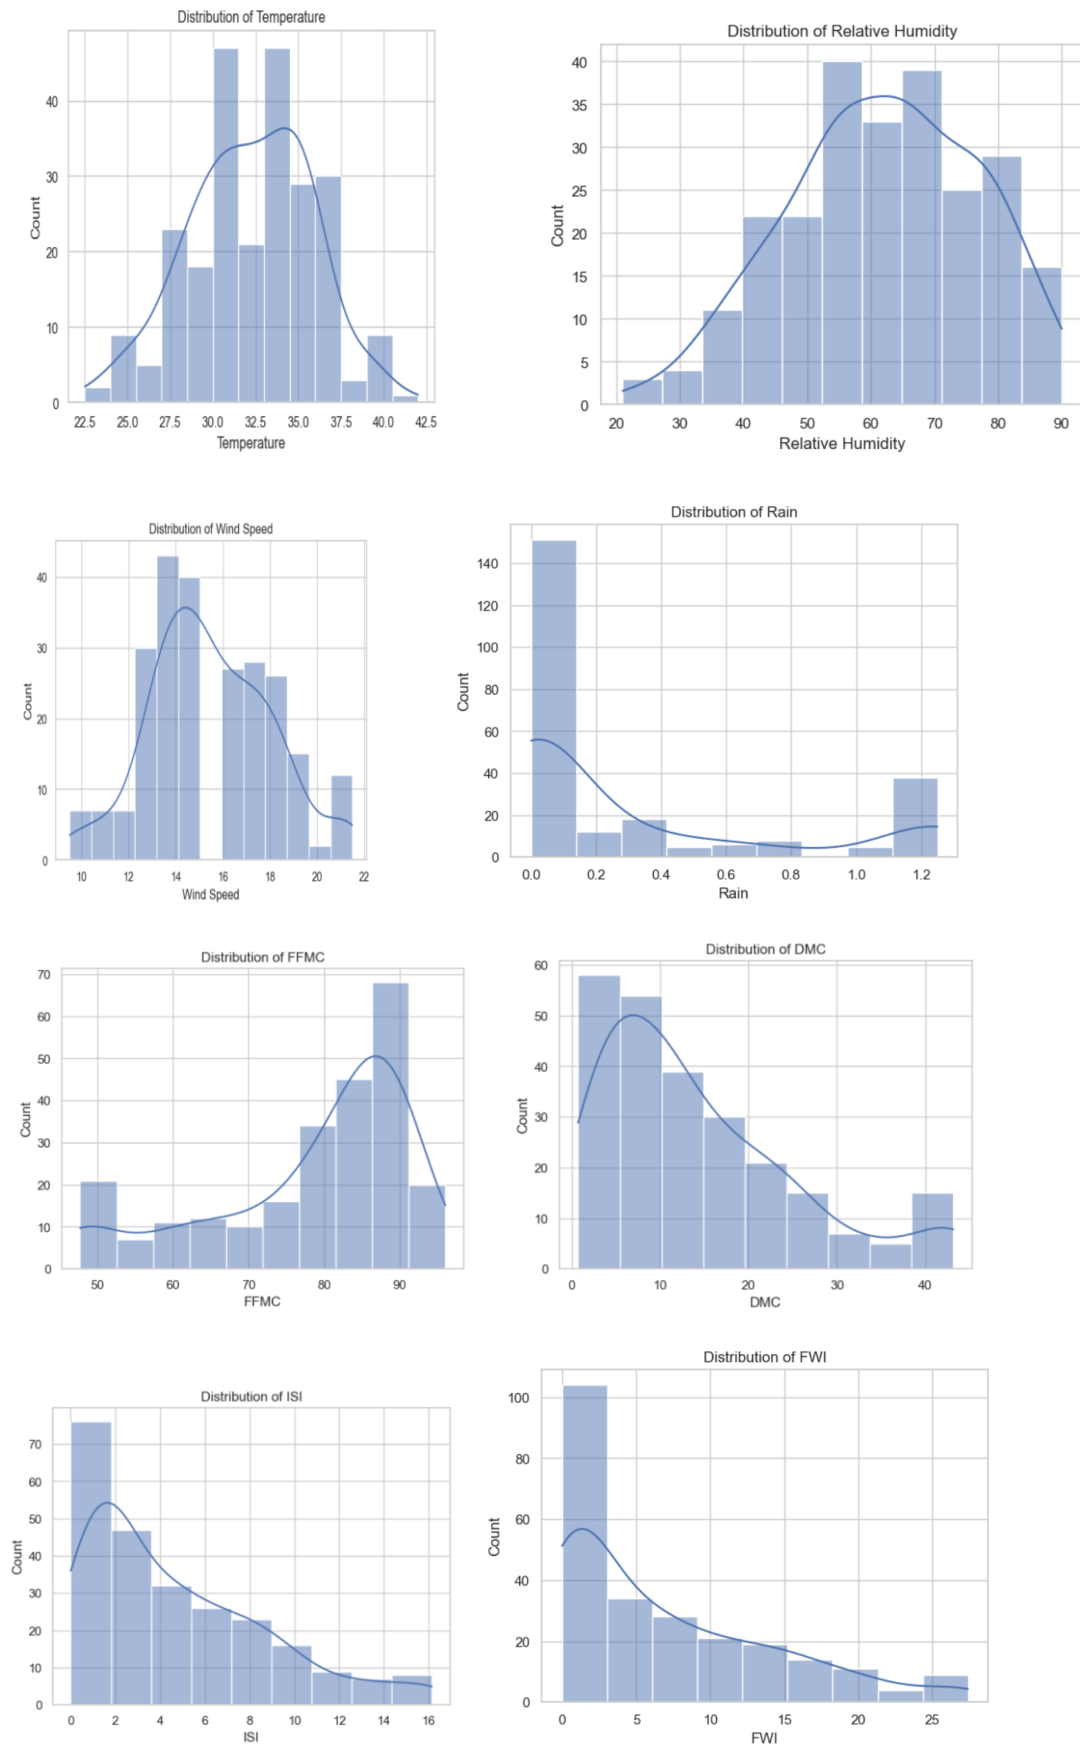 Distribution of Temperature
Count
40
30
20
10
0
22.5 25.0 27.5 30.0 32.5 35.0 37.5 40.0 42.5
Temperature
Distribution of Relative Humidity
Count
40
35
30
25
20
15
10
5
0
20 30 40 50 60 70 80 90
Relative Humidity
Distribution of Wind Speed
Count
40
30
20
10
0
10 12 14 16 18 20 22
Wind Speed
Distribution of Rain
Count
140
120
100
80
60
40
20
0
0.0 0.2 0.4 0.6 0.8 1.0 1.2
Rain
Distribution of FFMC
Count
70
60
50
40
30
20
10
0
50 60 70 80 90
FFMC
Distribution of DMC
Count
60
50
40
30
20
10
0
0 10 20 30 40
DMC
Distribution of ISI
Count
70
60
50
40
30
20
10
0
0 2 4 6 8 10 12 14 16
ISI
Distribution of FWI
Count
100
80
60
40
20
0
0 5 10 15 20 25
FWI